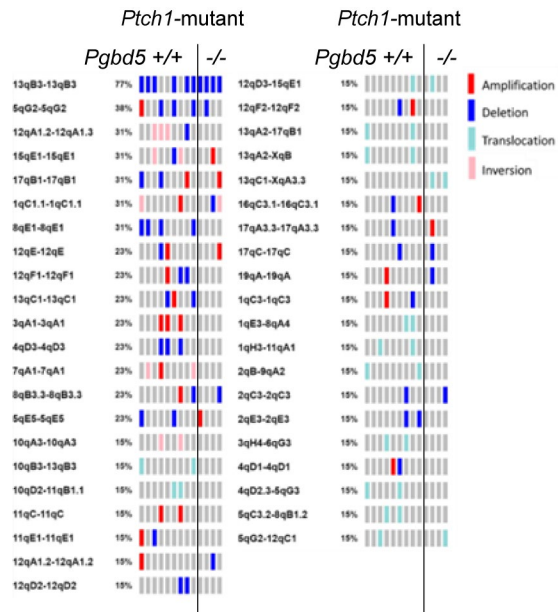 Ptch1-mutant
Ptch1-mutant
Pgbd5 +/+ -/-
Pgbd5 +/+ -/-
13qB3-13qB3 77%
5qG2-5qG2 38%
12qA1.2-12qA1.3 31%
15qE1-15qE1 31%
17qB1-17qB1 31%
1qC1.1-1qC1.1 31%
8qE1-8qE1 31%
12qE-12qE 23%
12qF1-12qF1 23%
13qC1-13qC1 23%
3qA1-3qA1 23%
4qD3-4qD3 23%
7qA1-7qA1 23%
8qB3.3-8qB3.3 23%
5qE5-5qE5 23%
10qA3-10qA3 15%
10qB3-13qB3 15%
10qD2-11qB1.1 15%
11qC-11qC 15%
11qE1-11qE1 15%
12qA1.2-12qA1.2 15%
12qD2-12qD2 15%
12qD3-15qE1 15%
12qF2-12qF2 15%
13qA2-17qB1 15%
13qA2-XqB 15%
13qC1-XqA3.3 15%
16qC3.1-16qC3.1 15%
17qA3.3-17qA3.3 15%
17qC-17qC 15%
19qA-19qA 15%
1qC3-1qC3 15%
1qE3-8qA4 15%
1qH3-11qA1 15%
2qB-9qA2 15%
2qC3-2qC3 15%
2qE3-2qE3 15%
3qH4-6qG3 15%
4qD1-4qD1 15%
4qD2.3-5qG3 15%
5qC3.2-8qB1.2 15%
5qG2-12qC1 15%
Amplification
Deletion
Translocation
Inversion